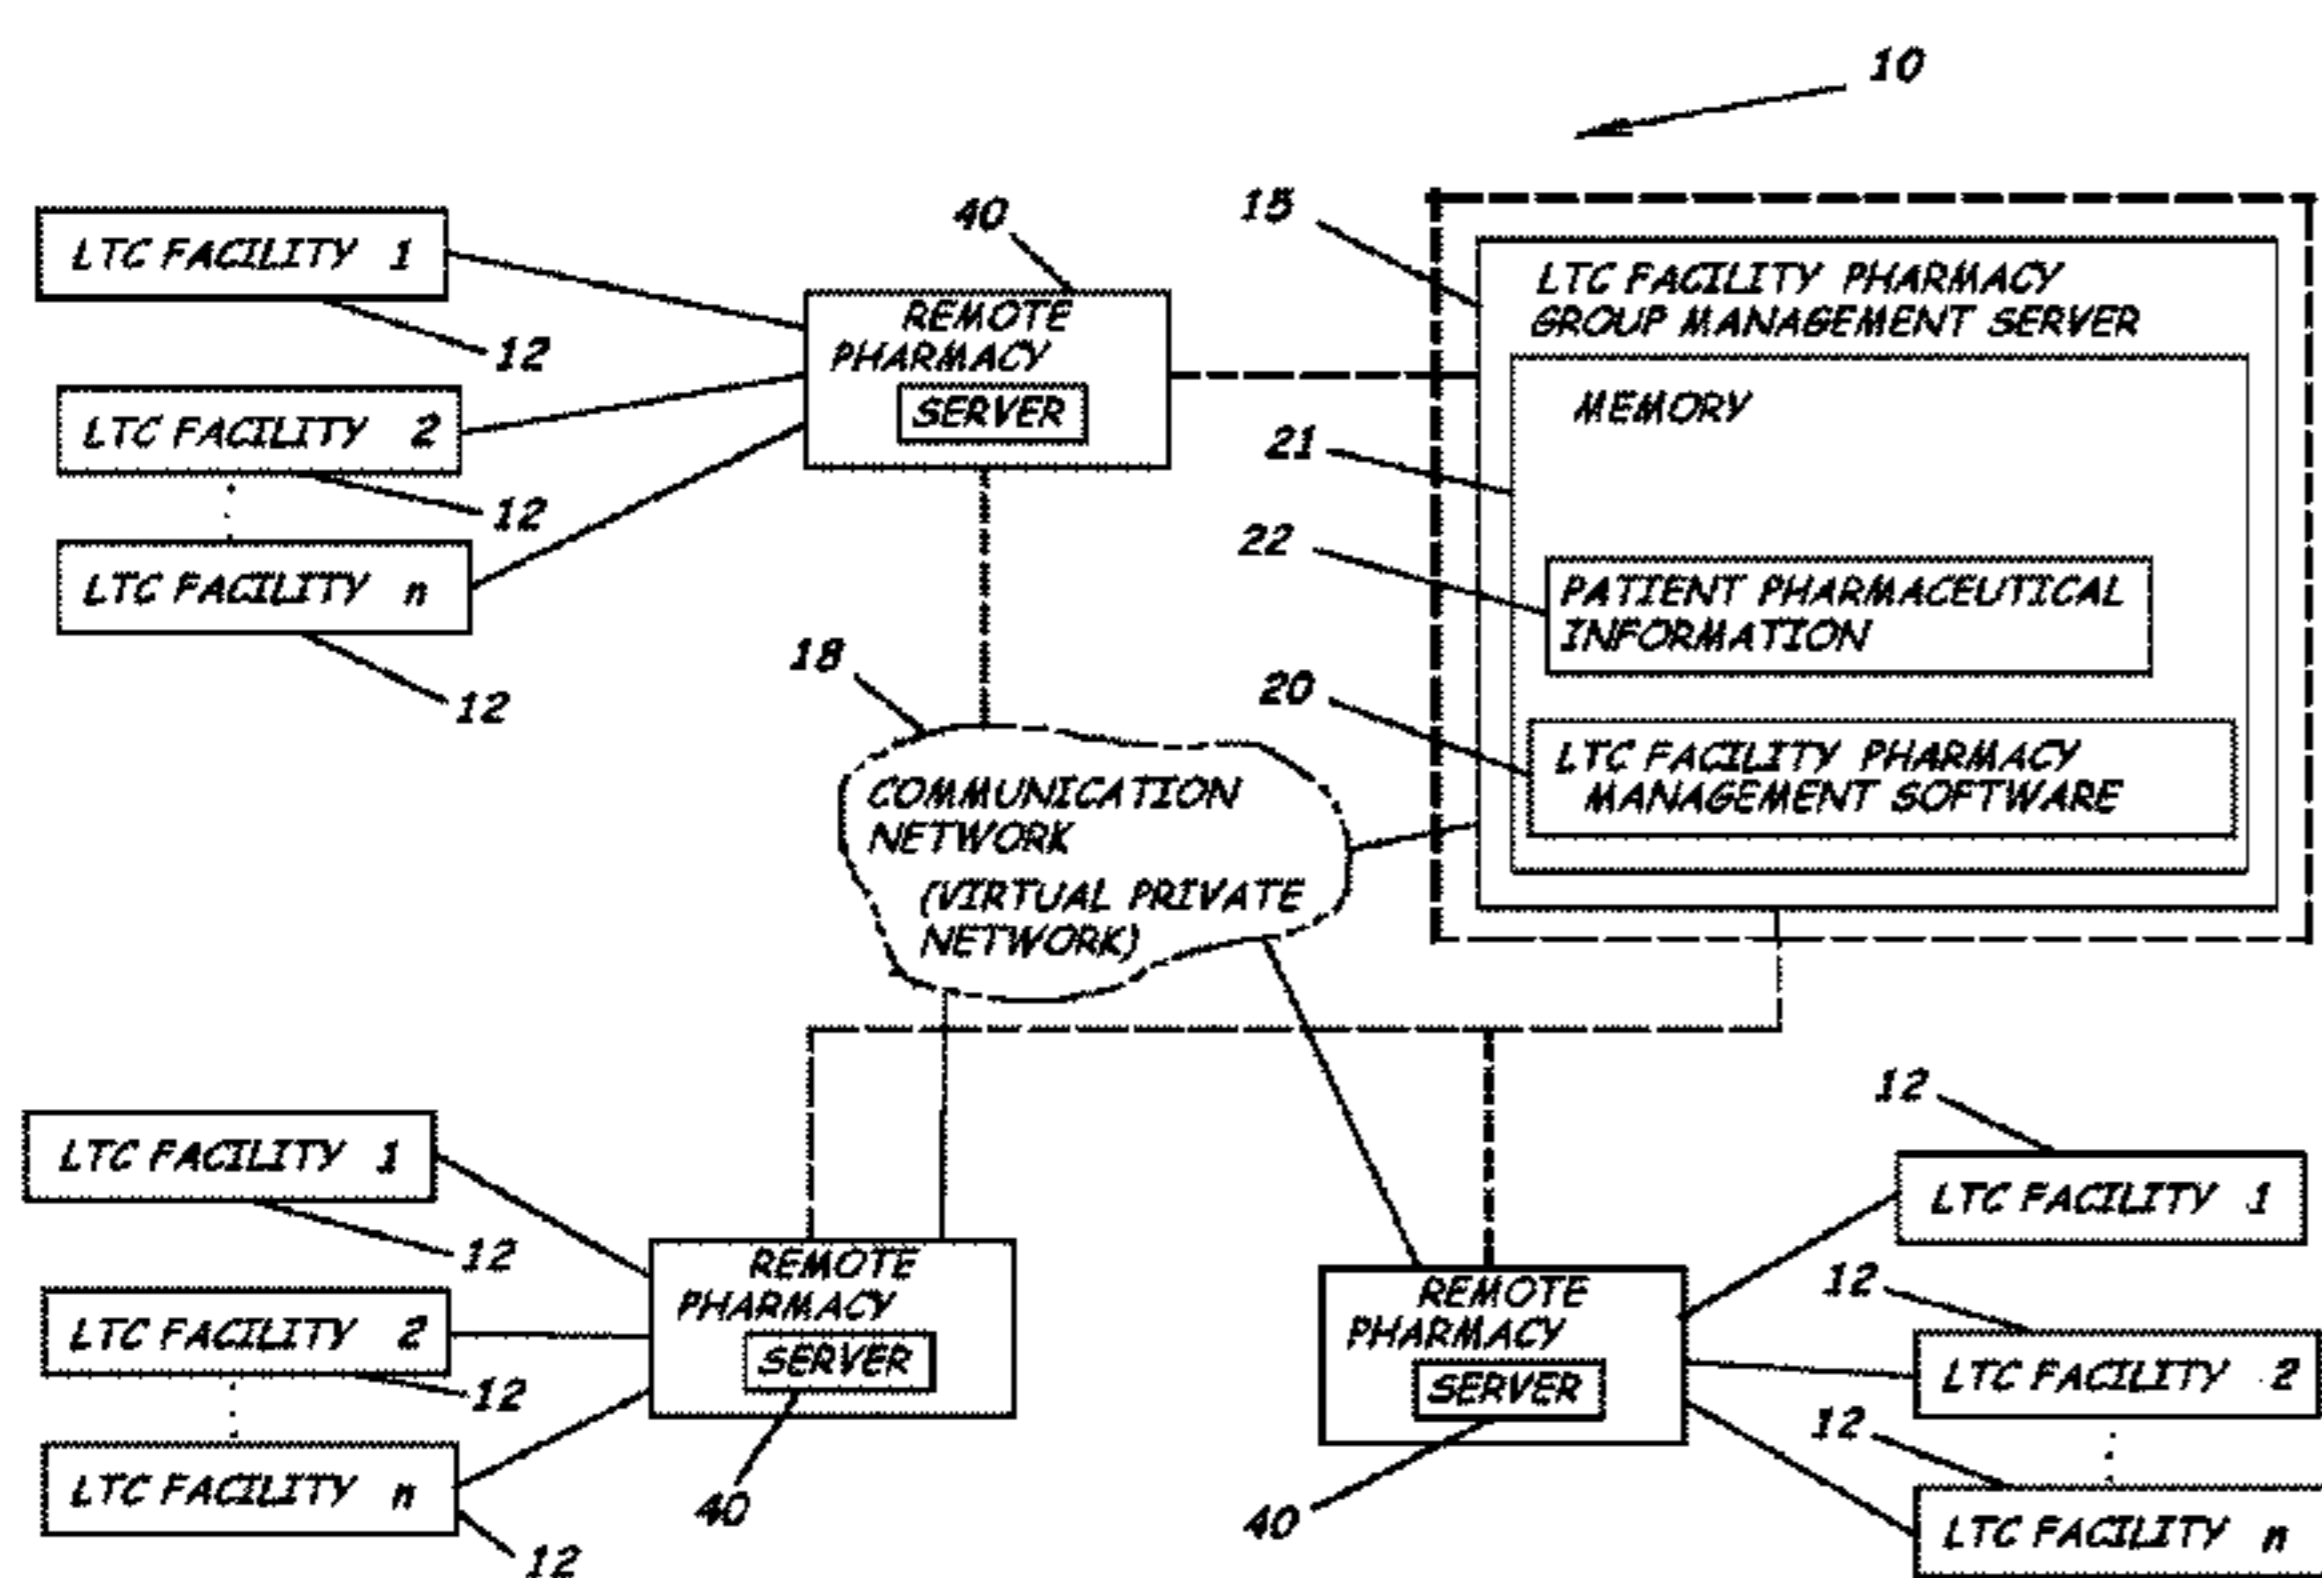 10
LTC FACILITY 1
12
LTC FACILITY 2
12
LTC FACILITY n
12
40
REMOTE
PHARMACY
SERVER
15
LTC FACILITY PHARMACY
GROUP MANAGEMENT SERVER
21
MEMORY
22
PATIENT PHARMACEUTICAL
INFORMATION
20
LTC FACILITY PHARMACY
MANAGEMENT SOFTWARE
18
COMMUNICATION
NETWORK
(VIRTUAL PRIVATE
NETWORK)
LTC FACILITY 1
12
LTC FACILITY 2
12
LTC FACILITY n
12
REMOTE
PHARMACY
SERVER
40
REMOTE
PHARMACY
SERVER
40
12
LTC FACILITY 1
12
LTC FACILITY 2
12
LTC FACILITY n